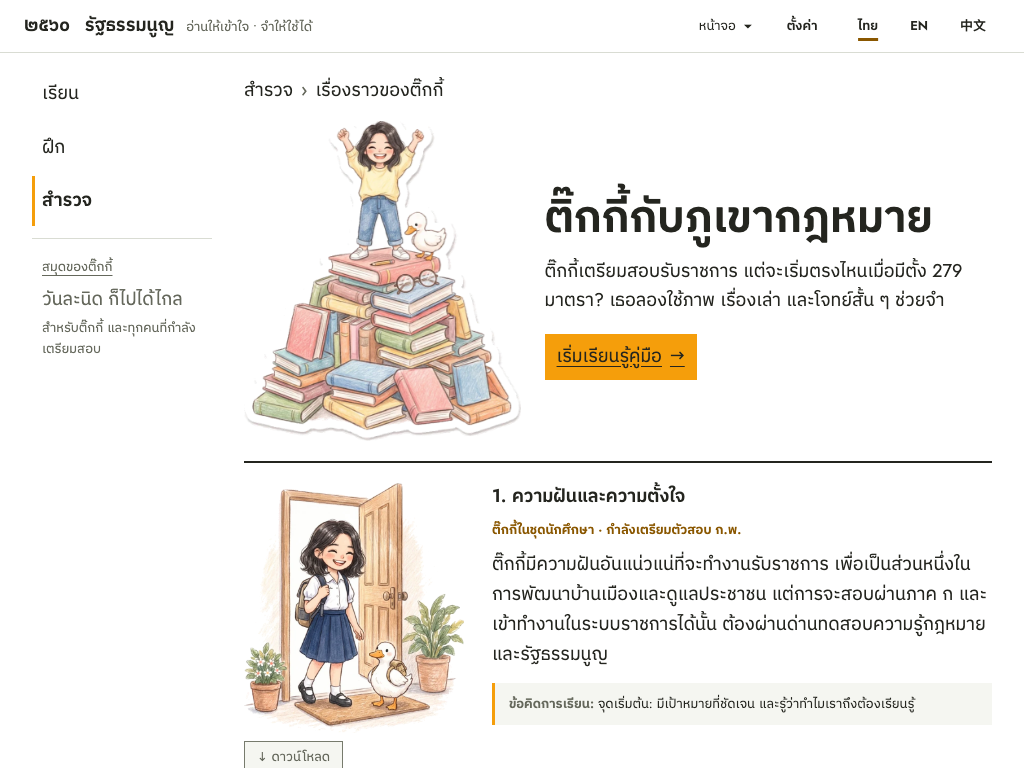 ๒๕๖๐ รัฐธรรมนูญ อ่านให้เข้าใจ · จำให้ใช้ได้
หน้าจอ ตั้งค่า ไทย EN 中文
เรียน
ฝึก
สำรวจ
สมุดของติ๊กกี้
วันละนิด ก็ไปได้ไกล
สำหรับติ๊กกี้ และทุกคนที่กำลัง
เตรียมสอบ
สำรวจ › เรื่องราวของติ๊กกี้
ติ๊กกี้กับภูเขากฎหมาย
ติ๊กกี้เตรียมสอบรับราชการ แต่จะเริ่มตรงไหนเมื่อมีตั้ง 279
มาตรา? เธอลองใช้ภาพ เรื่องเล่า และโจทย์สั้น ๆ ช่วยจำ
เริ่มเรียนรู้คู่มือ →
1. ความฝันและความตั้งใจ
ติ๊กกี้ในชุดนักศึกษา · กำลังเตรียมตัวสอบ ก.พ.
ติ๊กกี้มีความฝันอันแน่วแน่ที่จะทำงานรับราชการ เพื่อเป็นส่วนหนึ่งใน
การพัฒนาบ้านเมืองและดูแลประชาชน แต่การจะสอบผ่านภาค ก และ
เข้าทำงานในระบบราชการได้นั้น ต้องผ่านด่านทดสอบความรู้กฎหมาย
และรัฐธรรมนูญ
ข้อคิดการเรียน: จุดเริ่มต้น: มีเป้าหมายที่ชัดเจน และรู้ว่าทำไมเราถึงต้องเรียนรู้
↓ ดาวน์โหลด